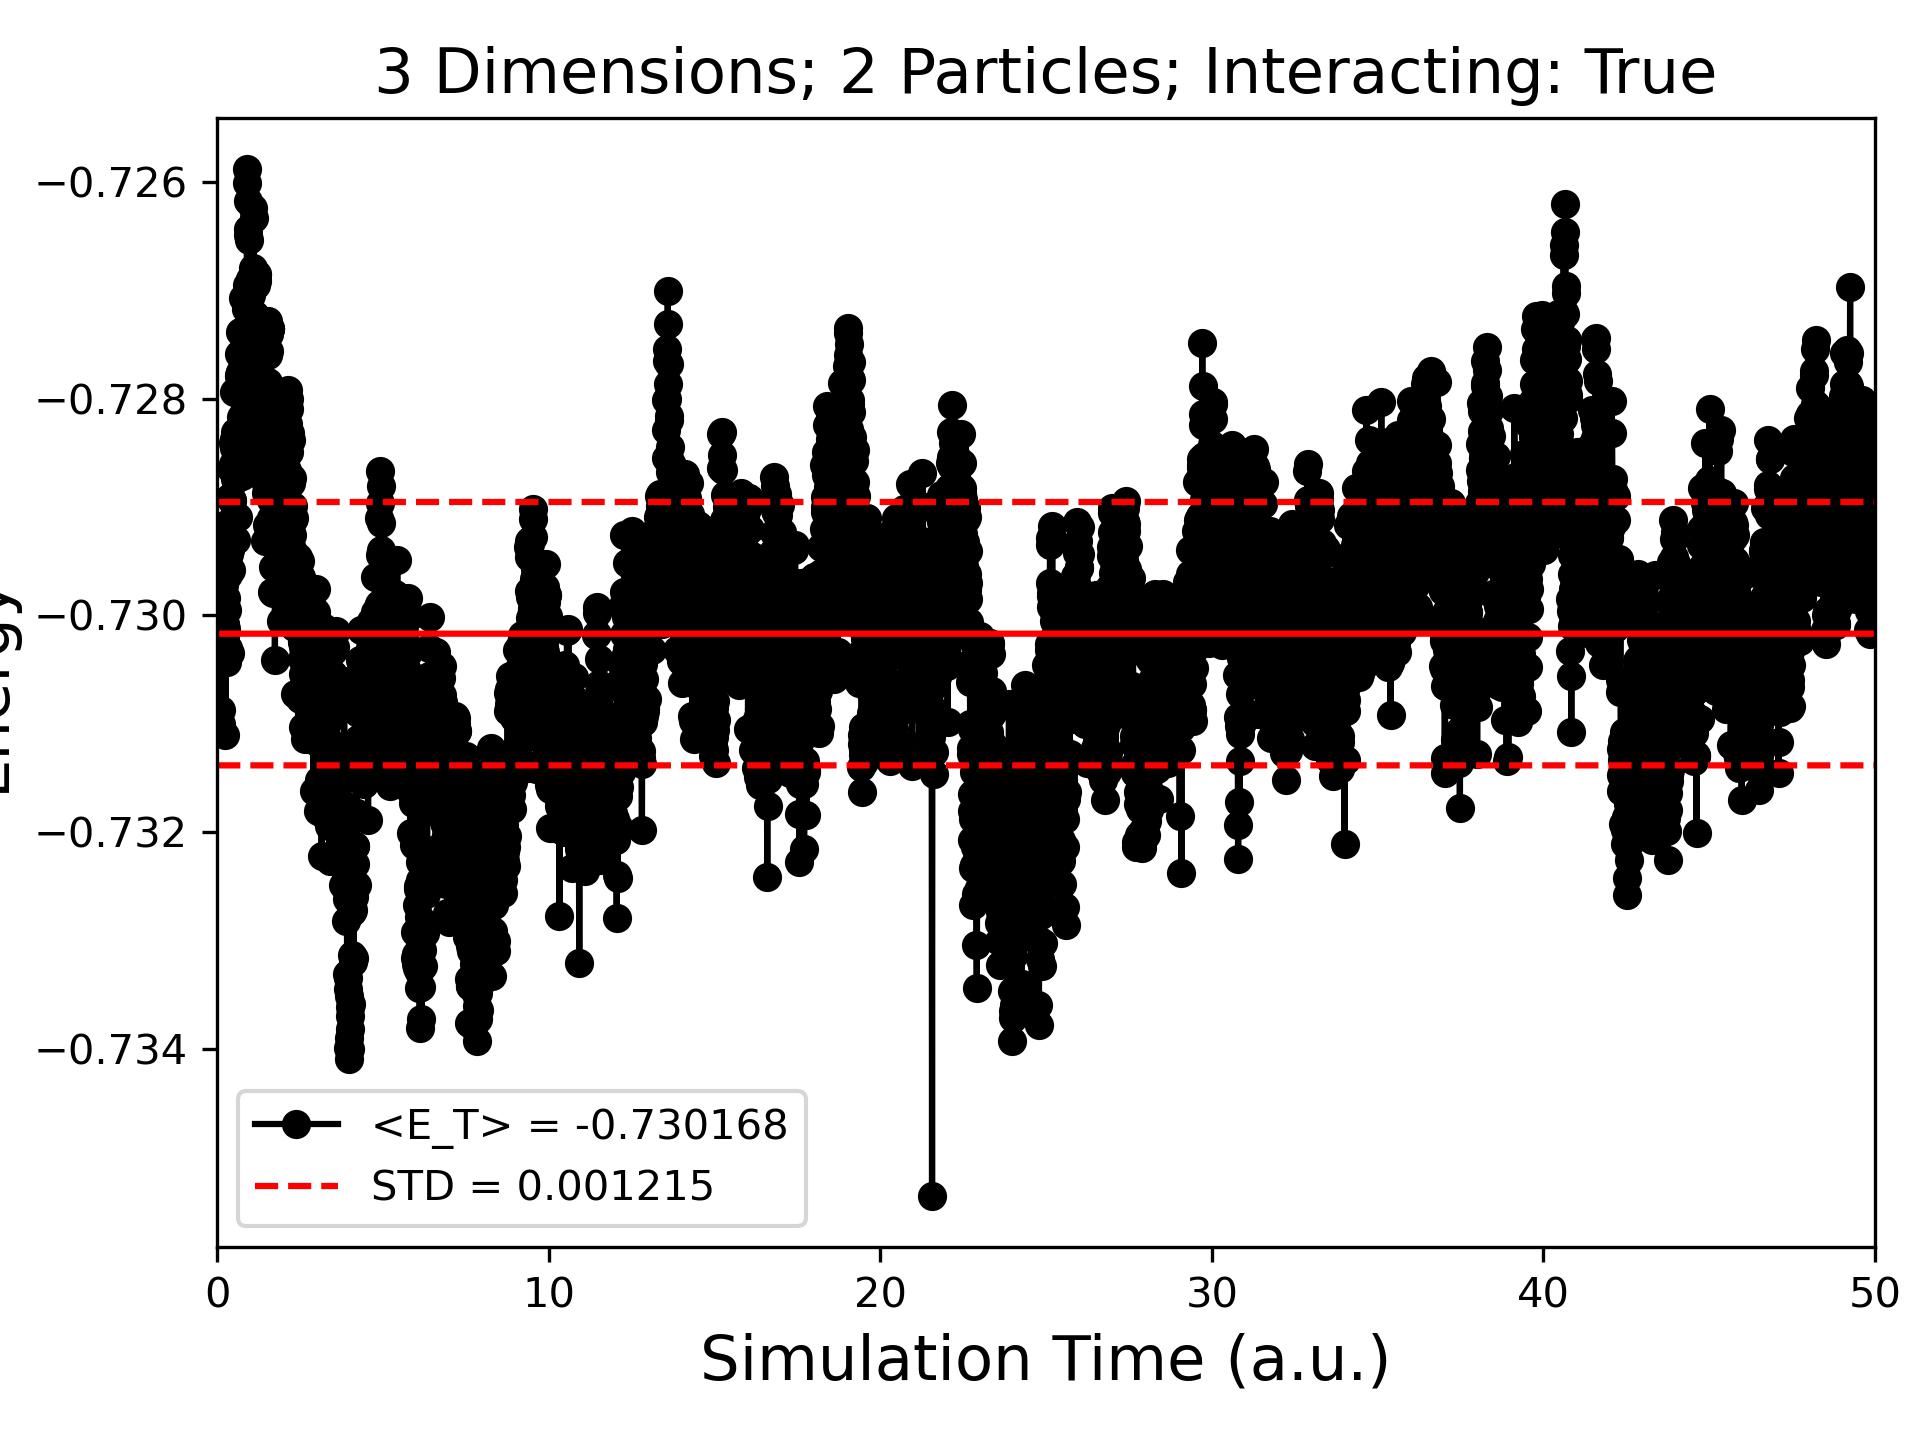 3 Dimensions; 2 Particles; Interacting: True
Energy
−0.726
−0.728
−0.730
−0.732
−0.734
<E_T> = -0.730168
STD = 0.001215
0 10 20 30 40 50
Simulation Time (a.u.)